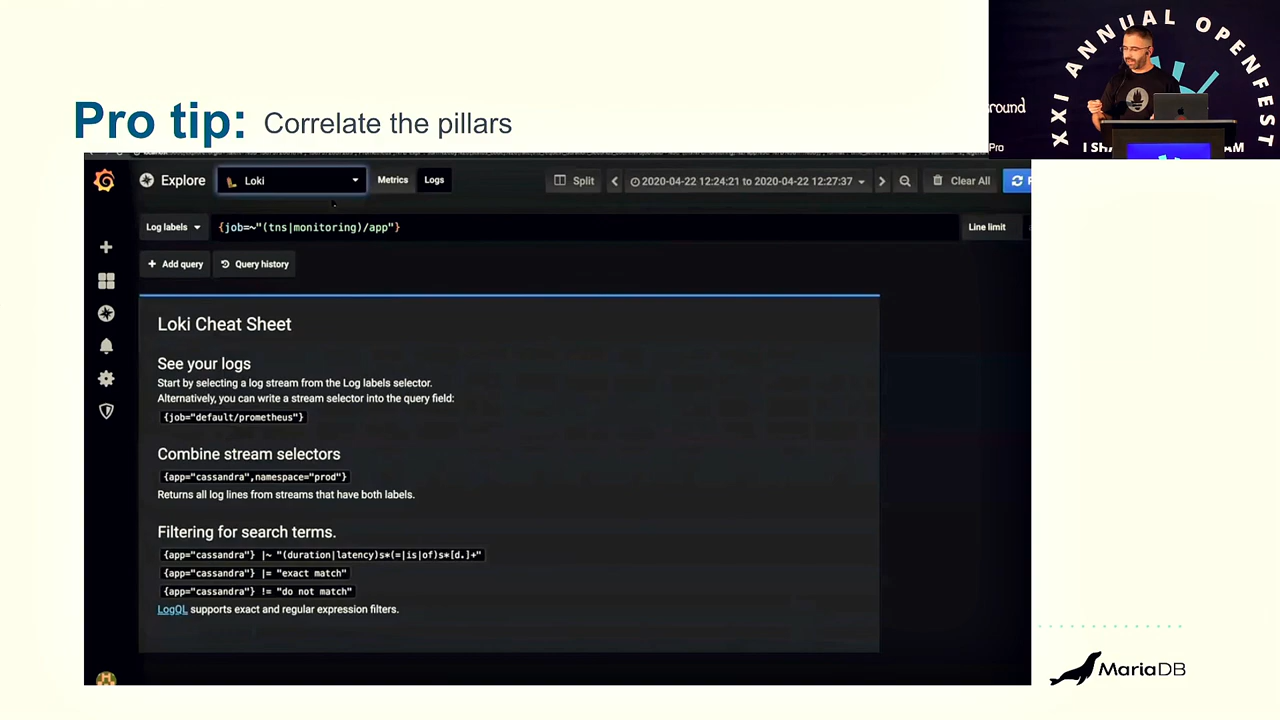 Pro tip: Correlate the pillars
XXI ANNUAL OPENFEST
Explore
Loki
Metrics
Logs
Split
2020-04-22 12:24:21 to 2020-04-22 12:27:37
Clear All
Log labels
{job=~"(tns|monitoring)/app"}
Line limit
Add query
Query history
Loki Cheat Sheet
See your logs
Start by selecting a log stream from the Log labels selector.
Alternatively, you can write a stream selector into the query field:
{job="default/prometheus"}
Combine stream selectors
{app="cassandra",namespace="prod"}
Returns all log lines from streams that have both labels.
Filtering for search terms.
{app="cassandra"} |~ "(duration|latency)s*(=|is|of)s*[d.]+"
{app="cassandra"} |= "exact match"
{app="cassandra"} != "do not match"
LogQL supports exact and regular expression filters.
MariaDB